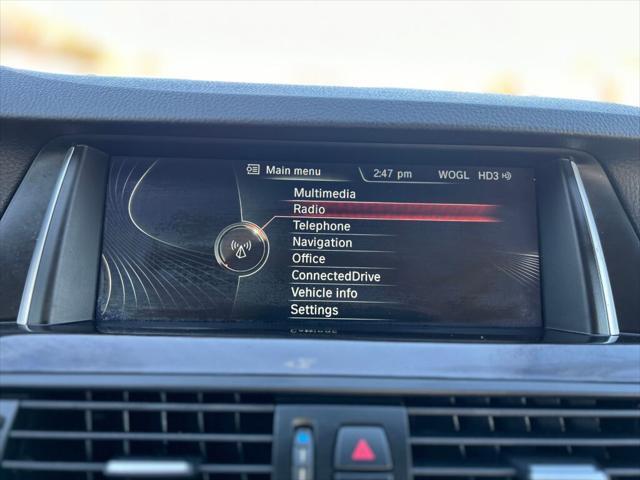 Main menu 2:47 pm WOGL HD3
Multimedia
Radio
Telephone
Navigation
Office
ConnectedDrive
Vehicle info
Settings